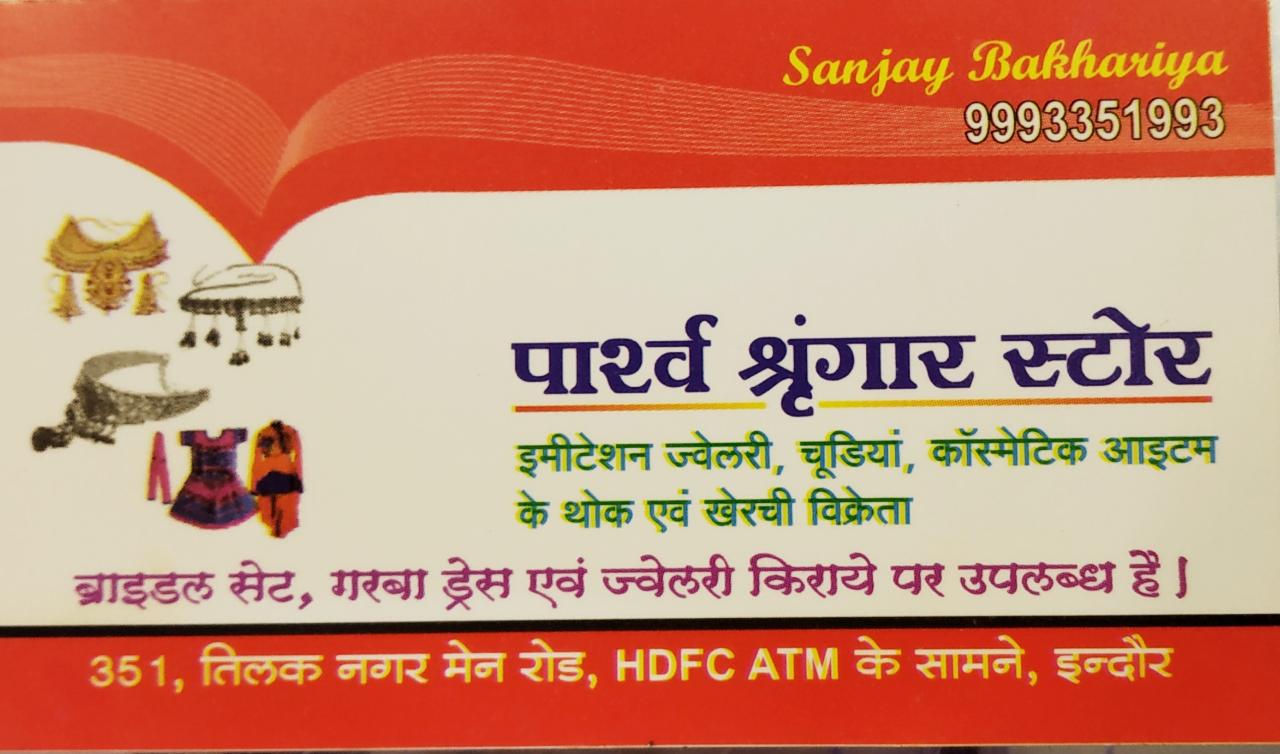 Sanjay Bakhariya
9993351993
पार्श्व श्रृंगार स्टोर
इमीटेशन ज्वेलरी, चूडियां, कॉस्मेटिक आइटम
के थोक एवं खेरची विक्रेता
ब्राइडल सेट, गरबा ड्रेस एवं ज्वेलरी किराये पर उपलब्ध हैं।
351, तिलक नगर मेन रोड, HDFC ATM के सामने, इन्दौर